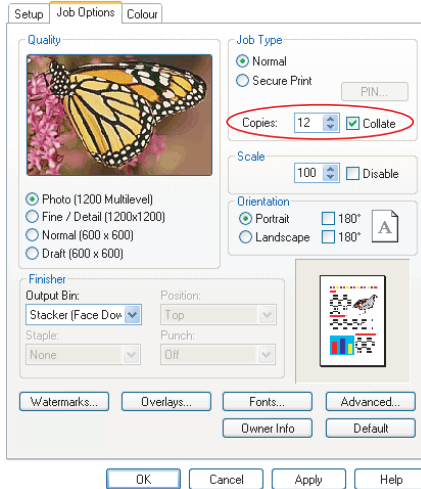 Setup Job Options Colour
Quality
Photo (1200 Multilevel)
Fine / Detail (1200x1200)
Normal (600 x 600)
Draft (600 x 600)
Job Type
Normal
Secure Print
PIN...
Copies: 12 Collate
Scale
100 Disable
Orientation
Portrait 180°
Landscape 180°
A
Finisher
Output Bin: Position:
Stacker (Face Dow Top
Staple: Punch:
None Off
Watermarks... Overlays... Fonts... Advanced...
Owner Info Default
OK Cancel Apply Help